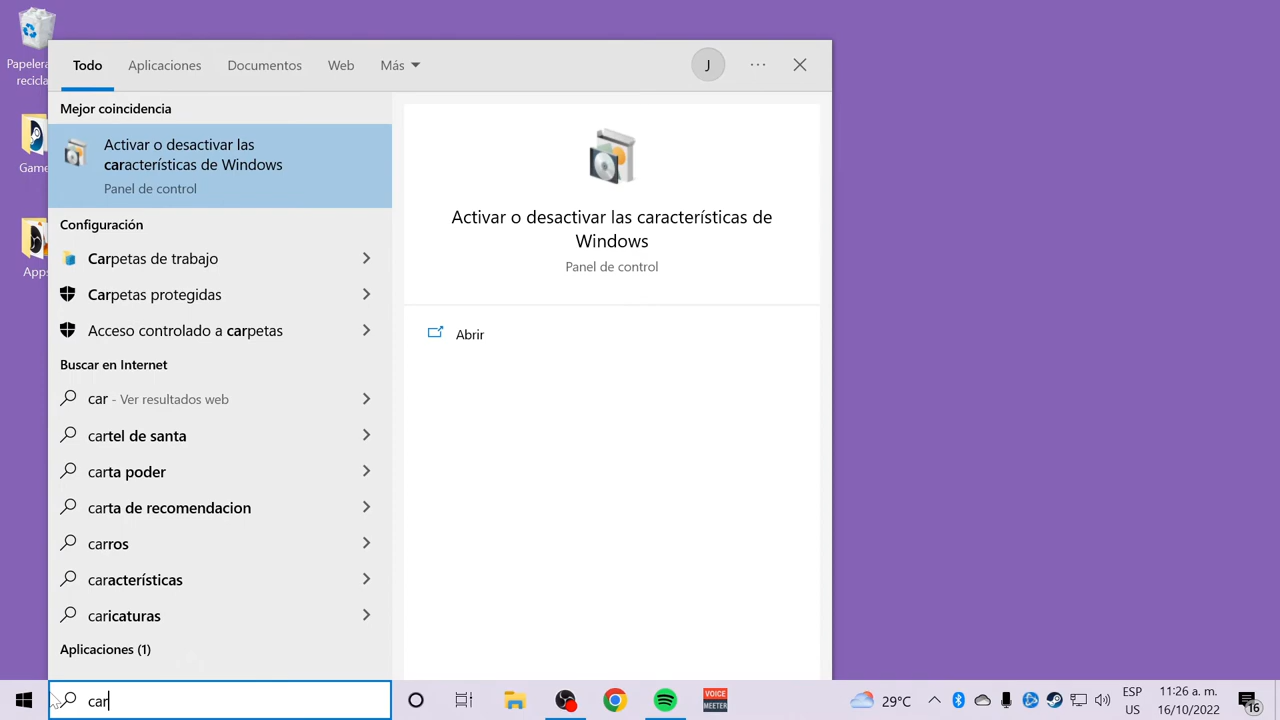 Papelera
recicl
Game
Apps
Todo
Aplicaciones
Documentos
Web
Más
J
Mejor coincidencia
Activar o desactivar las
características de Windows
Panel de control
Configuración
Carpetas de trabajo
Carpetas protegidas
Acceso controlado a carpetas
Buscar en Internet
car - Ver resultados web
cartel de santa
carta poder
carta de recomendacion
carros
características
caricaturas
Aplicaciones (1)
Activar o desactivar las características de
Windows
Panel de control
Abrir
car
VOICE
MEETER
29°C
ESP
US
11:26 a. m.
16/10/2022
16